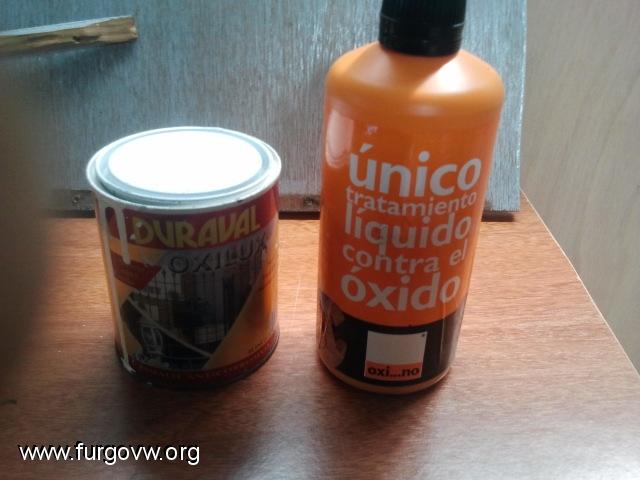 DURAVAL
OXILUX
único
tratamiento
líquido
contra el
óxido
oxi...no
www.furgovw.org